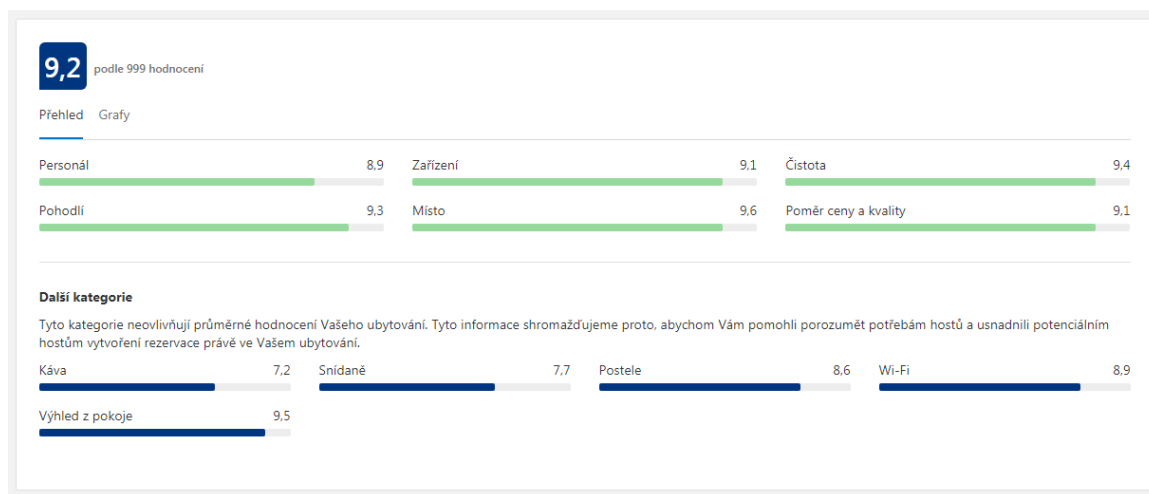 9,2 podle 999 hodnocení
Přehled Grafy
Personál 8,9 Zařízení 9,1 Čistota 9,4
Pohodlí 9,3 Místo 9,6 Poměr ceny a kvality 9,1
Další kategorie
Tyto kategorie neovlivňují průměrné hodnocení Vašeho ubytování. Tyto informace shromažďujeme proto, abychom Vám pomohli porozumět potřebám hostů a usnadnili potenciálním
hostům vytvoření rezervace právě ve Vašem ubytování.
Káva 7,2 Snídaně 7,7 Postele 8,6 Wi-Fi 8,9
Výhled z pokoje 9,5